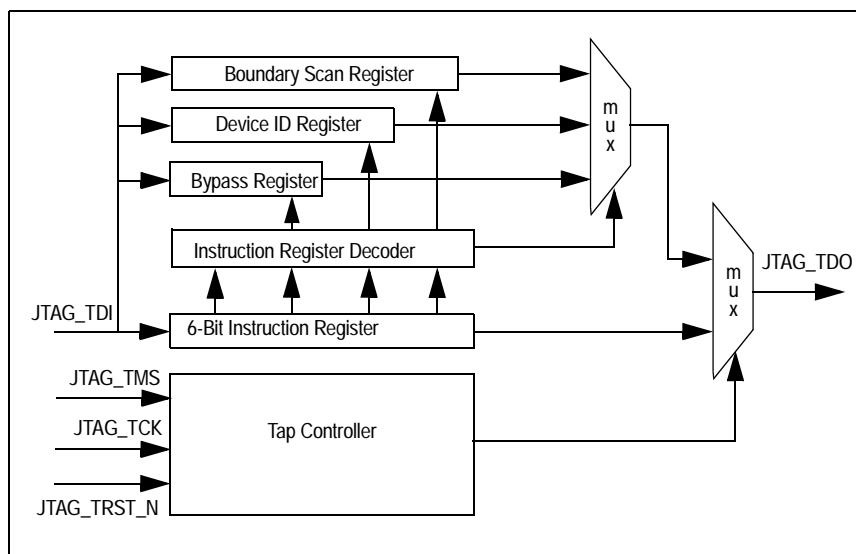 Boundary Scan Register
m
u
x
Device ID Register
Bypass Register
Instruction Register Decoder
m
u
x
JTAG_TDO
JTAG_TDI
6-Bit Instruction Register
JTAG_TMS
JTAG_TCK
Tap Controller
JTAG_TRST_N